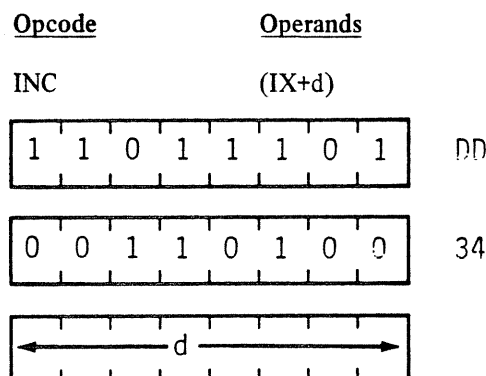 Opcode Operands
INC (IX+d)
1 1 0 1 1 1 0 1 DD
0 0 1 1 0 1 0 0 34
d